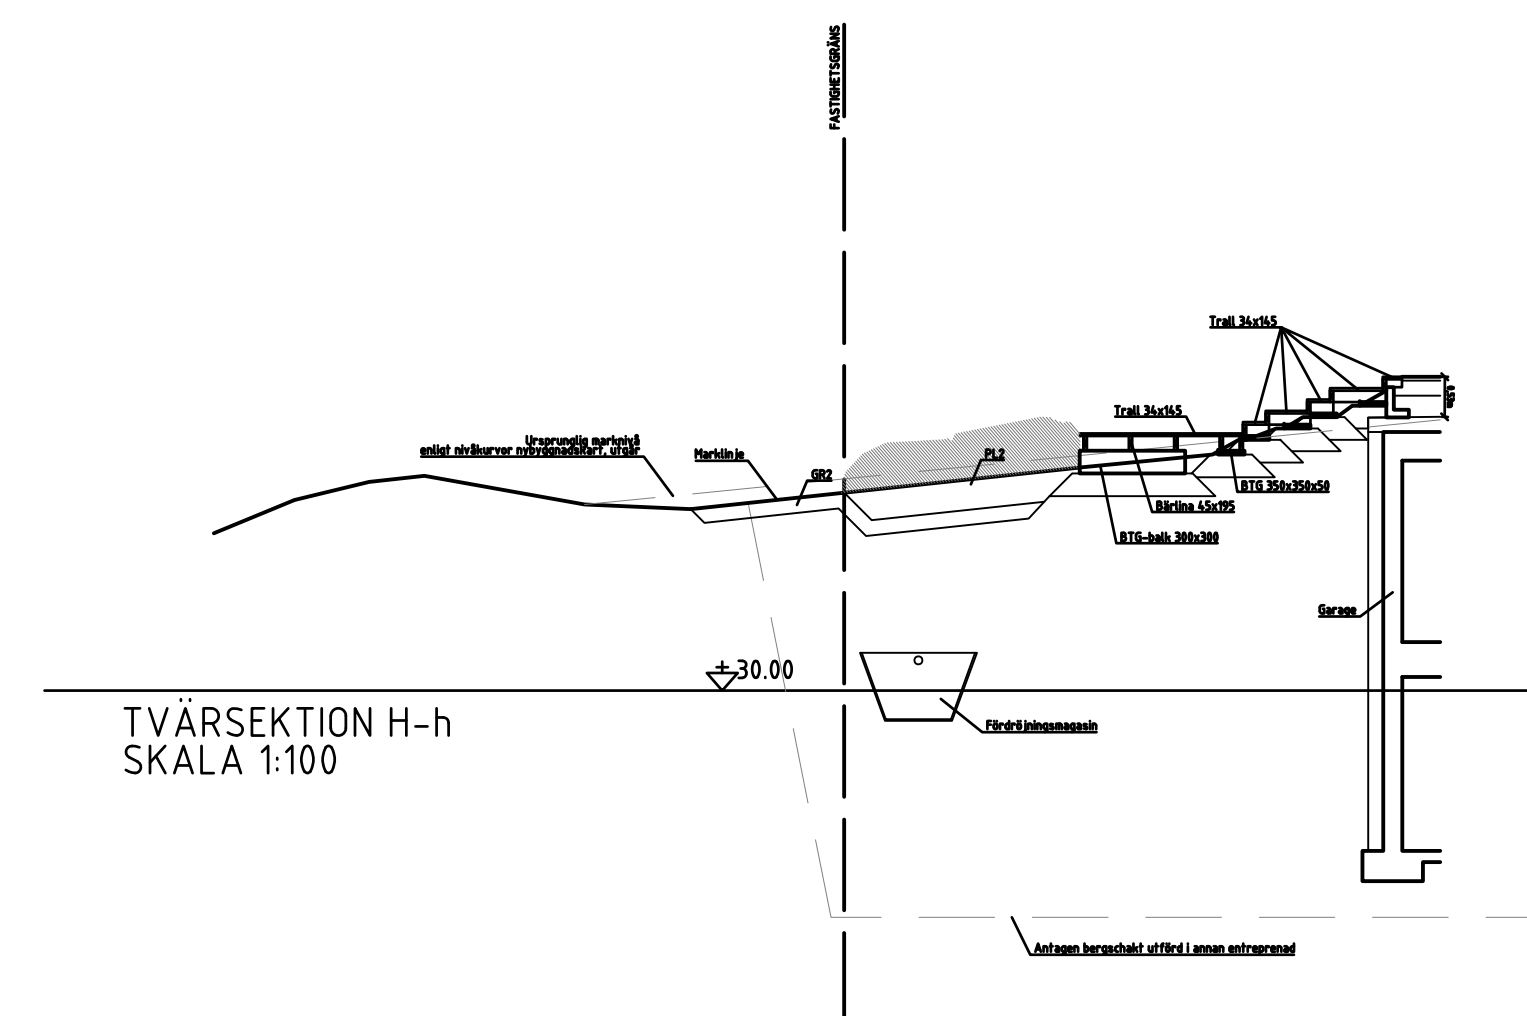 FASTIGHETSGRÄNS
Trall 34x145
Trall 34x145
Ursprunglig marknivå
enligt nivåkurvor nybyggnadskart, utgår
Marklinje
GR2
PL2
BTG 350x350x50
Bärlina 45x195
BTG-balk 300x300
Garage
+30.00
TVÄRSEKTION H-h
SKALA 1:100
Fördröjningsmagasin
Antagen bergschakt utförd i annan entreprenad